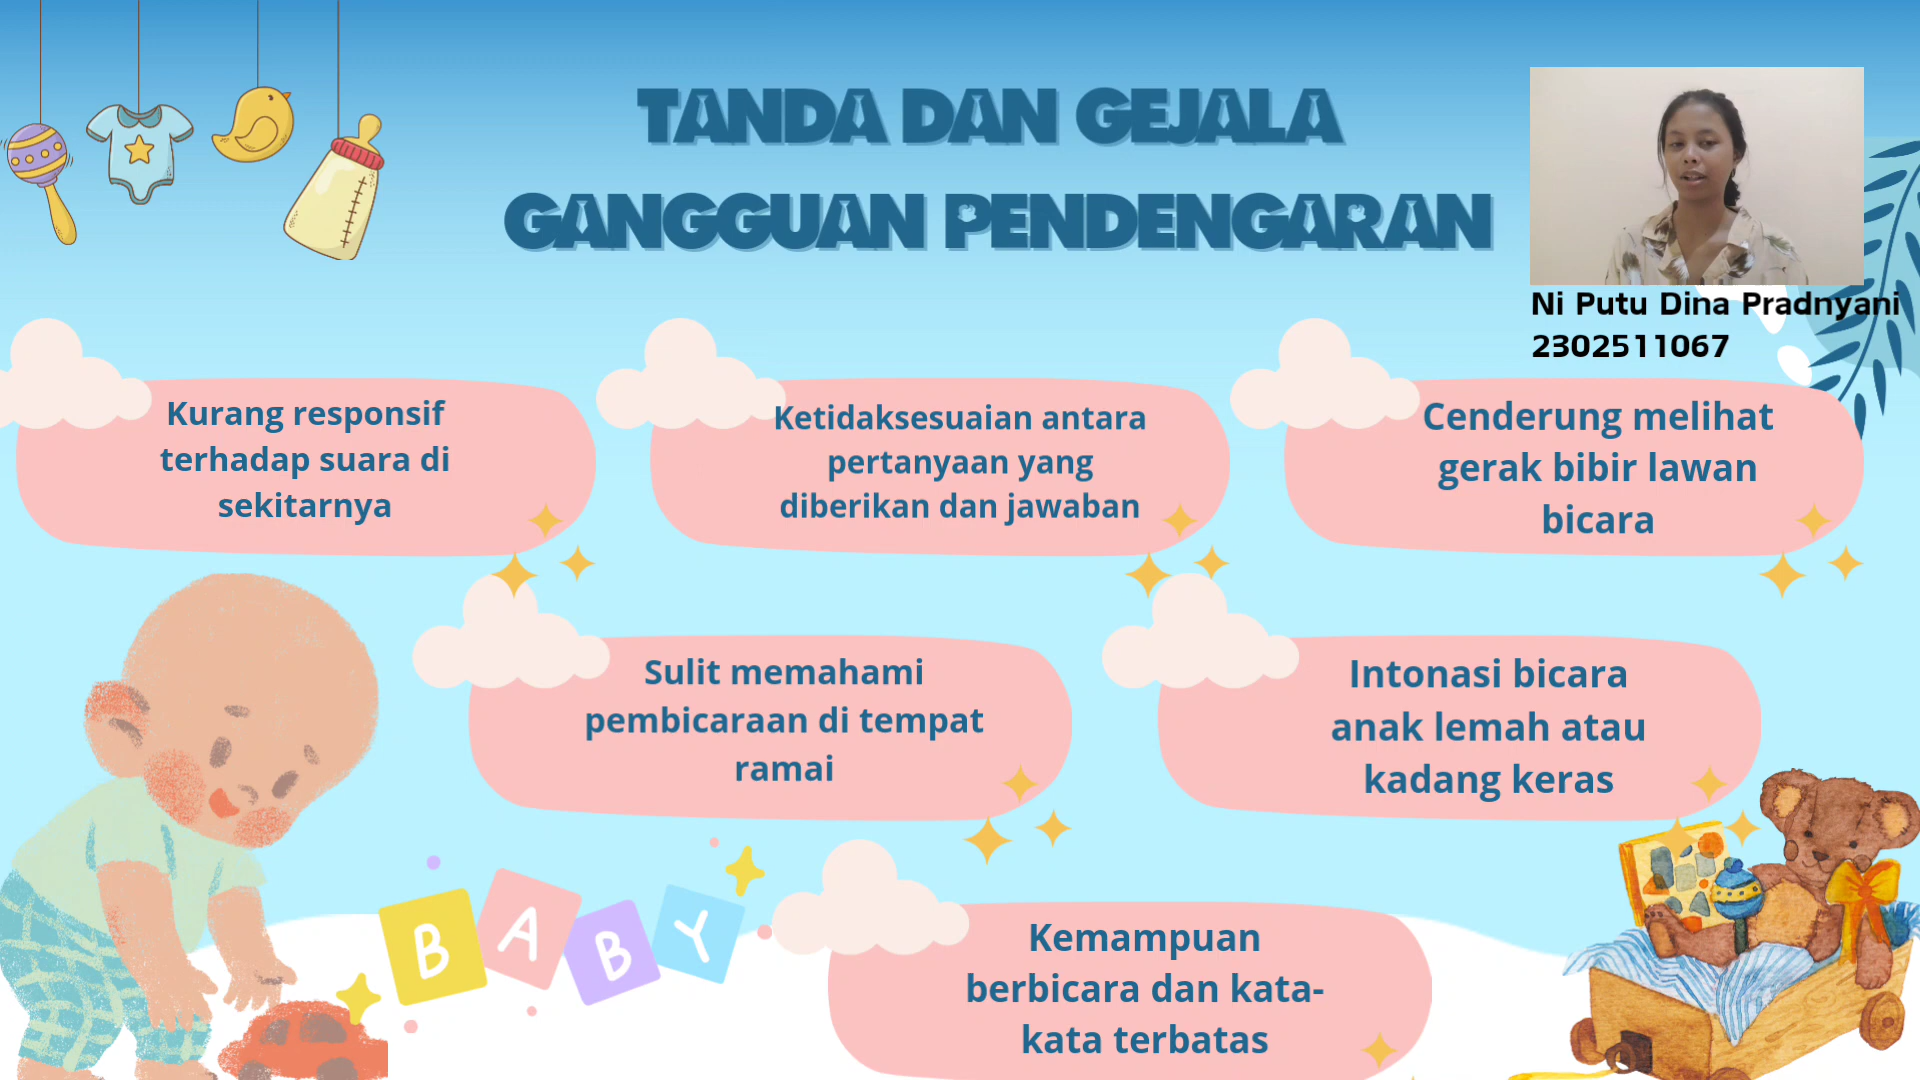 TANDA DAN GEJALA
GANGGUAN PENDENGARAN
Ni Putu Dina Pradnyani
2302511067
Kurang responsif
terhadap suara di
sekitarnya
Ketidaksesuaian antara
pertanyaan yang
diberikan dan jawaban
Cenderung melihat
gerak bibir lawan
bicara
Sulit memahami
pembicaraan di tempat
ramai
Intonasi bicara
anak lemah atau
kadang keras
BABY
Kemampuan
berbicara dan kata-
kata terbatas